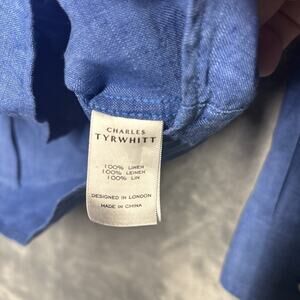 CHARLES
TYRWHITT
100% LINEN
100% LEINEN
100% LIN
DESIGNED IN LONDON
MADE IN CHINA